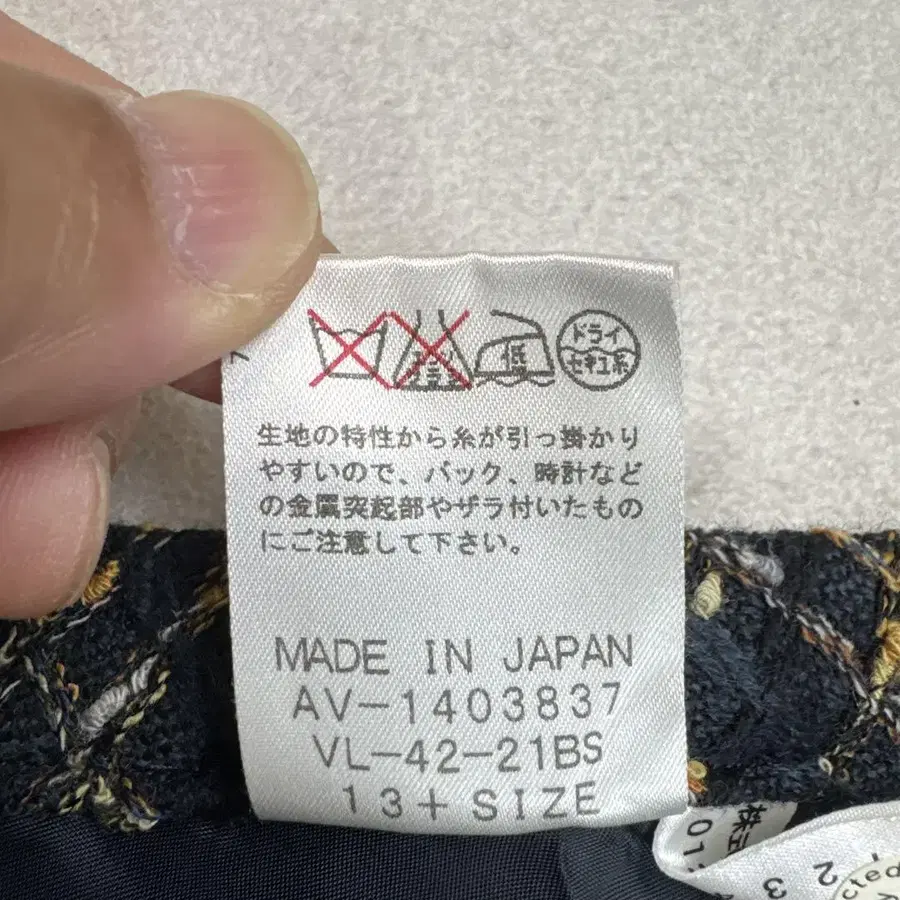 低
ドライ
セキユ系
生地の特性から糸が引っ掛かり
やすいので、バック、時計など
の金属突起部やザラ付いたもの
にご注意して下さい。
MADE IN JAPAN
AV-1403837
VL-42-21BS
13+ SIZE